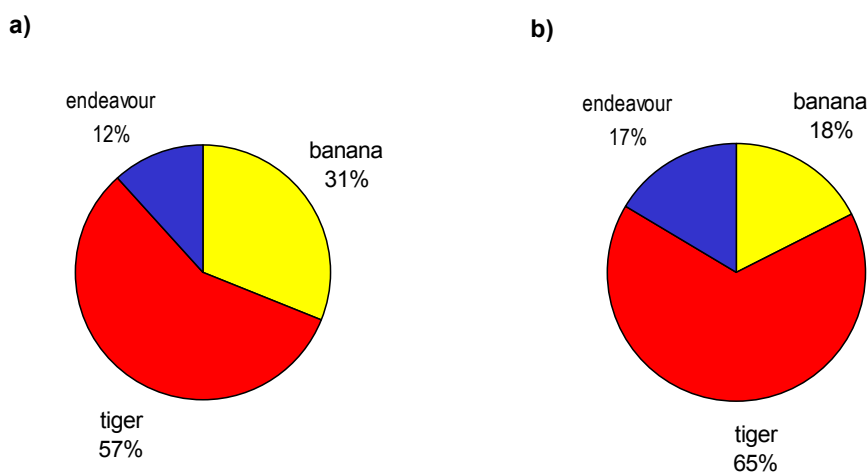 a)
endeavour
12%
banana
31%
tiger
57%
b)
endeavour
17%
banana
18%
tiger
65%